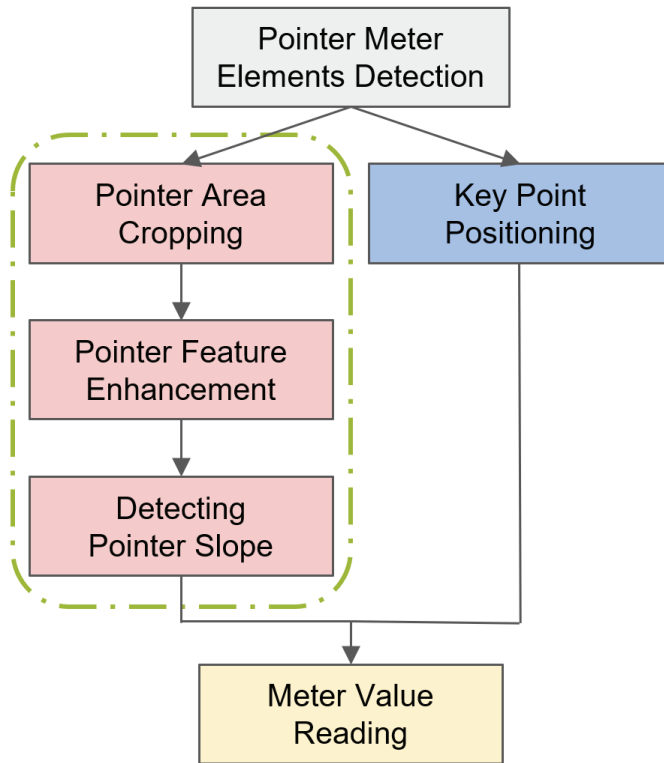 Pointer Meter
Elements Detection
Pointer Area
Cropping
Key Point
Positioning
Pointer Feature
Enhancement
Detecting
Pointer Slope
Meter Value
Reading